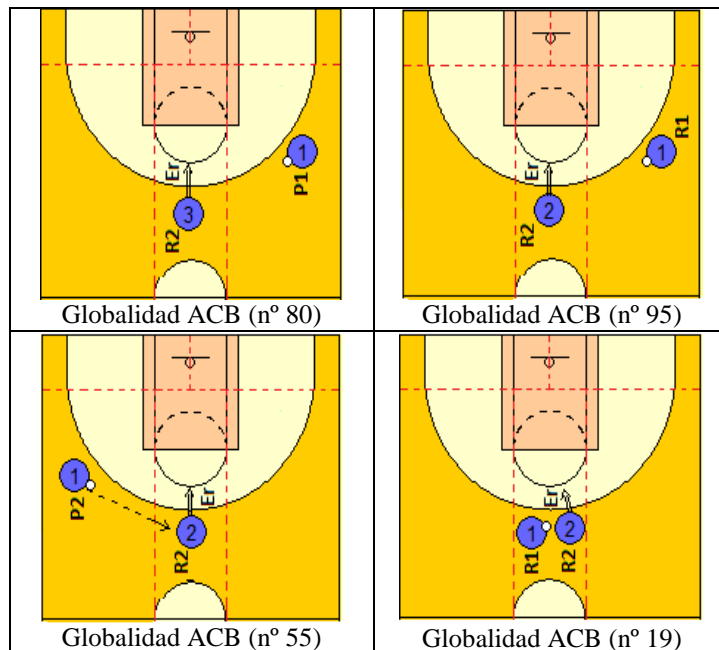 Er
1
P1
3
R2
Globalidad ACB (nº 80)
Er
1
R1
2
R2
Globalidad ACB (nº 95)
1
P2
Er
2
R2
Globalidad ACB (nº 55)
Er
1
2
R1
R2
Globalidad ACB (nº 19)